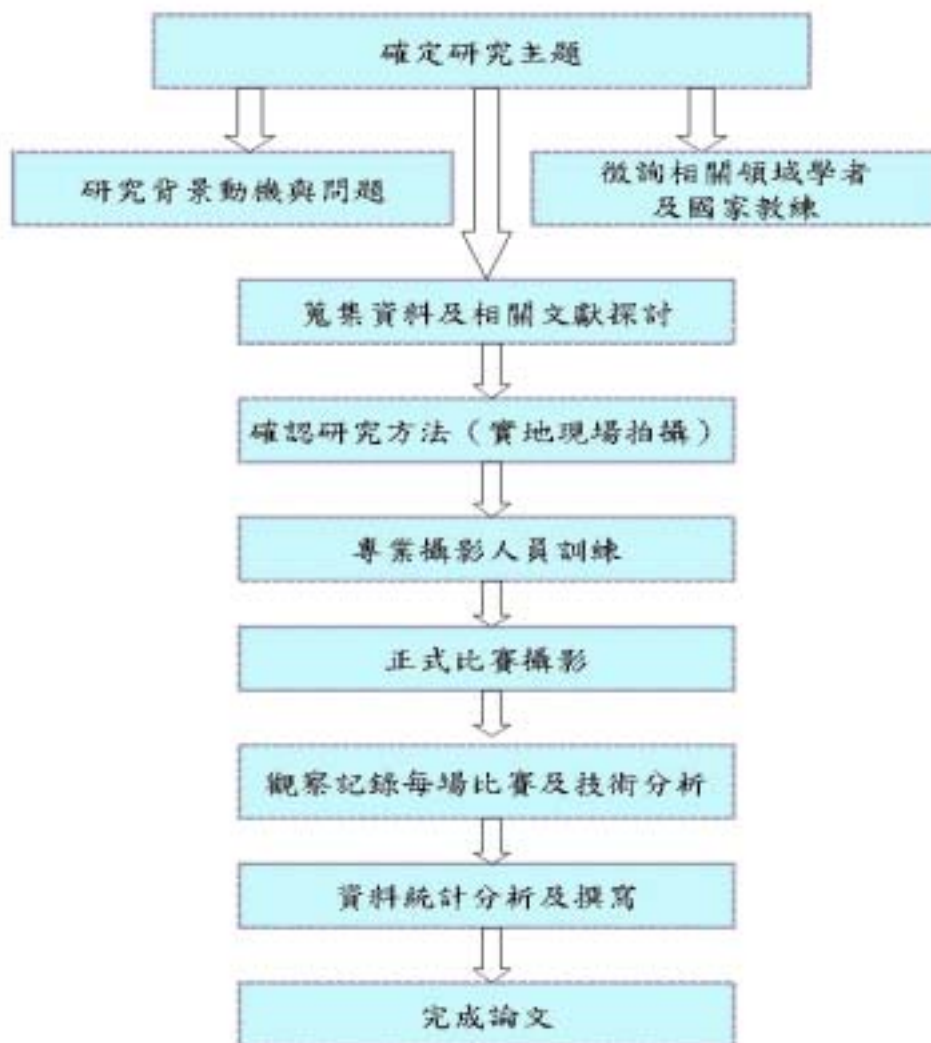 確定研究主題
研究背景動機與問題
徵詢相關領域學者
及國家教練
蒐集資料及相關文獻探討
確認研究方法（實地現場拍攝）
專業攝影人員訓練
正式比賽攝影
觀察記錄每場比賽及技術分析
資料統計分析及撰寫
完成論文